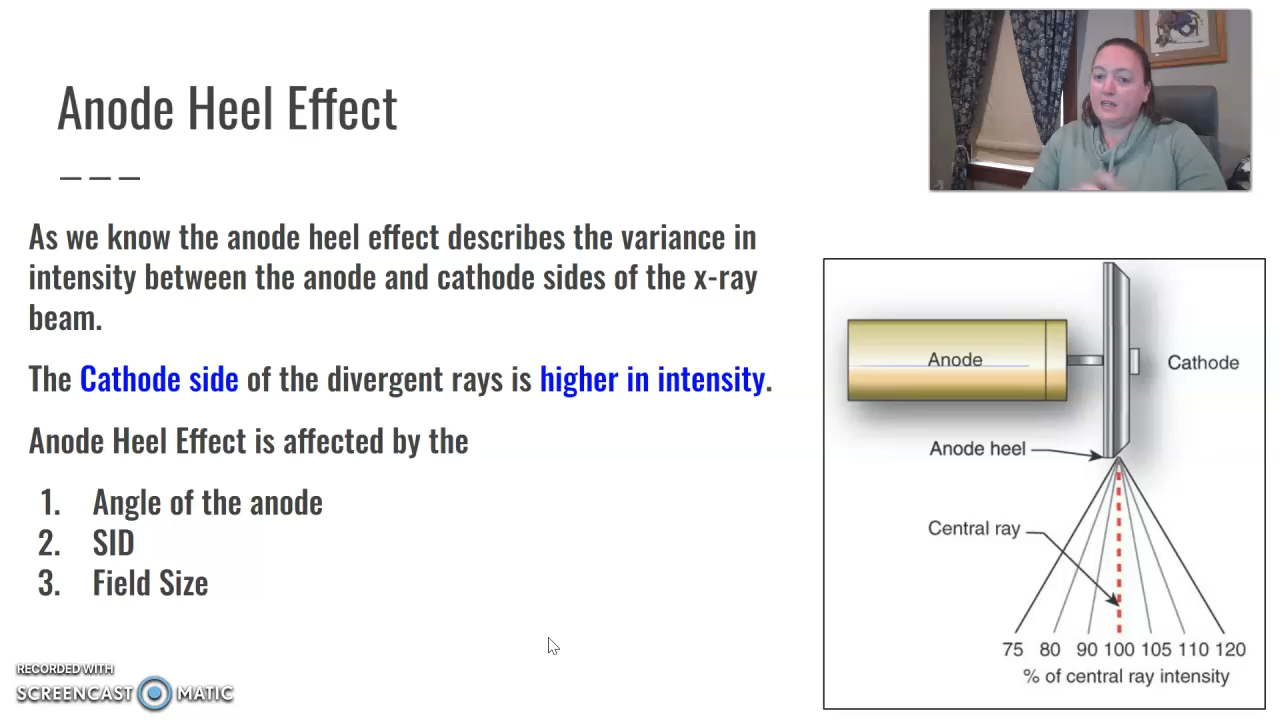 Anode Heel Effect
As we know the anode heel effect describes the variance in
intensity between the anode and cathode sides of the x-ray
beam.
The Cathode side of the divergent rays is higher in intensity.
Anode Heel Effect is affected by the
1. Angle of the anode
2. SID
3. Field Size
Anode
Cathode
Anode heel
Central ray
75 80 90 100 105 110 120
% of central ray intensity
RECORDED WITH
SCREENCAST MATIC